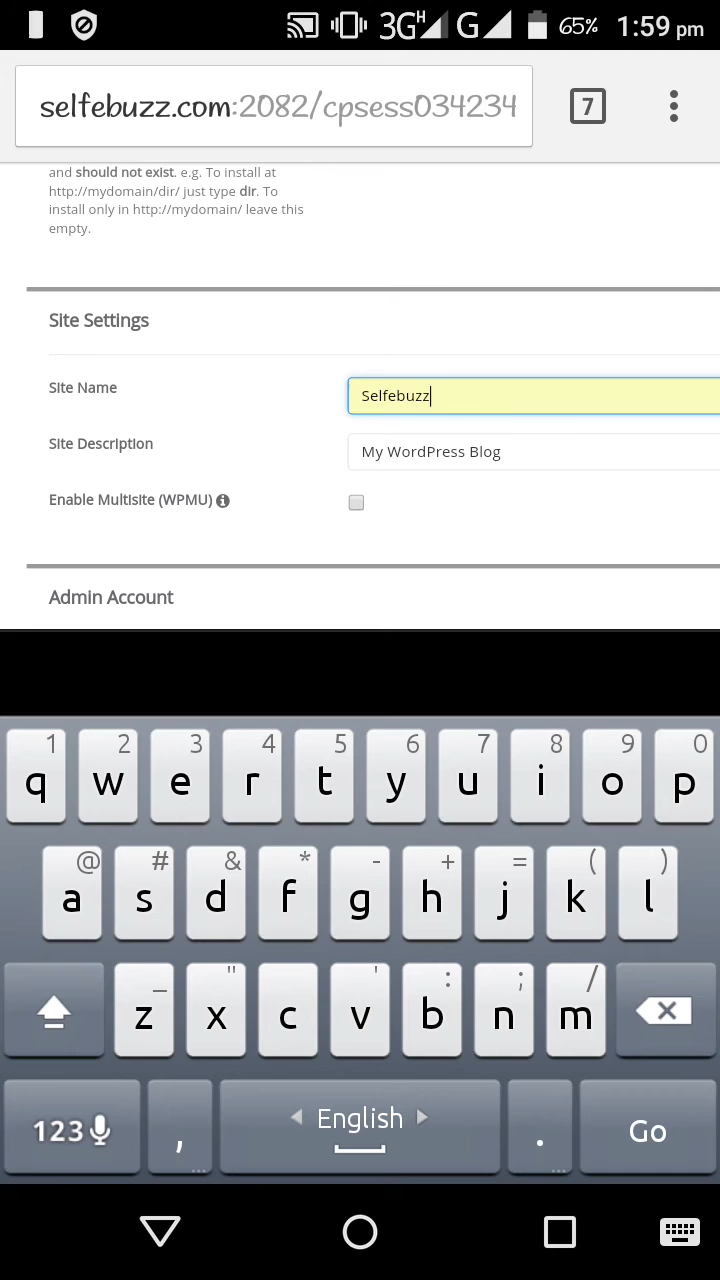 3G H G 65% 1:59 pm
selfebuzz.com:2082/cpsess034234
7
and should not exist. e.g. To install at
http://mydomain/dir/ just type dir. To
install only in http://mydomain/ leave this
empty.
Site Settings
Site Name
Selfebuzz
Site Description
My WordPress Blog
Enable Multisite (WPMU)
Admin Account
1 2 3 4 5 6 7 8 9 0
q w e r t y u i o p
@ # & * - + = ( )
a s d f g h j k l
_ " ' : ; /
z x c v b n m
123 , English . Go